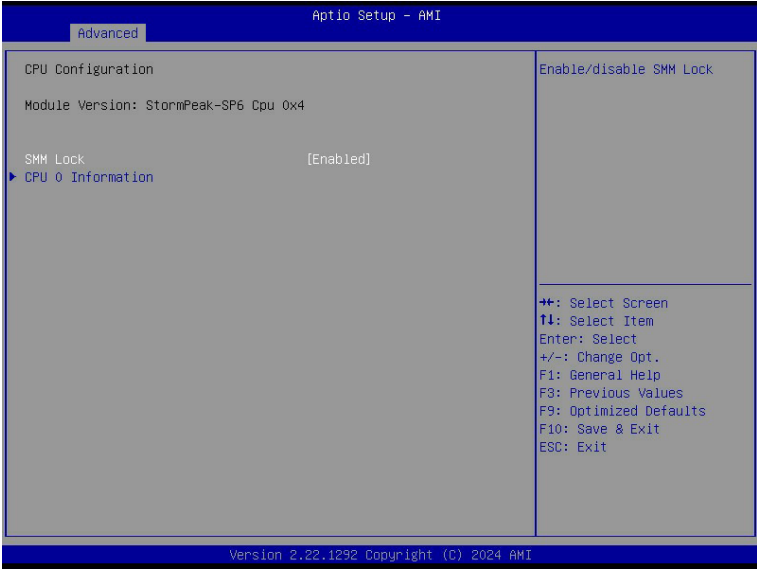 Aptio Setup – AMI
Advanced
CPU Configuration
Module Version: StormPeak-SP6 Cpu 0x4
SMM Lock [Enabled]
CPU 0 Information
Enable/disable SMM Lock
→←: Select Screen
↑↓: Select Item
Enter: Select
+/-: Change Opt.
F1: General Help
F3: Previous Values
F9: Optimized Defaults
F10: Save & Exit
ESC: Exit
Version 2.22.1292 Copyright (C) 2024 AMI